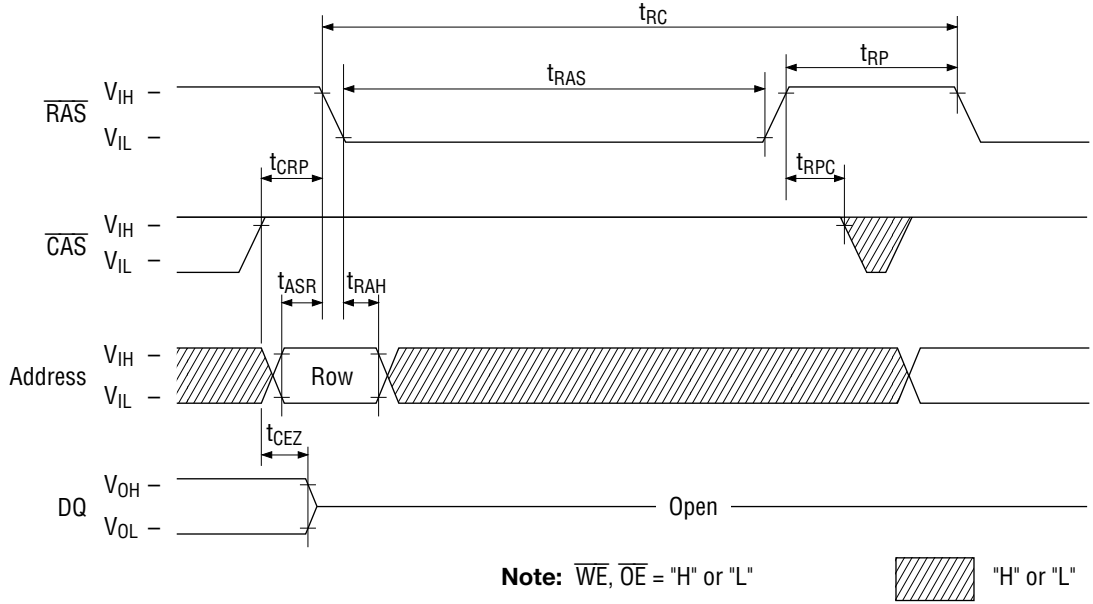 tRC
tRP
tRAS
RAS
VIH –
VIL –
tCRP
tRPC
CAS
VIH –
VIL –
tASR
tRAH
Address
VIH –
VIL –
Row
tCEZ
DQ
VOH –
VOL –
Open
Note: WE, OE = "H" or "L"
"H" or "L"